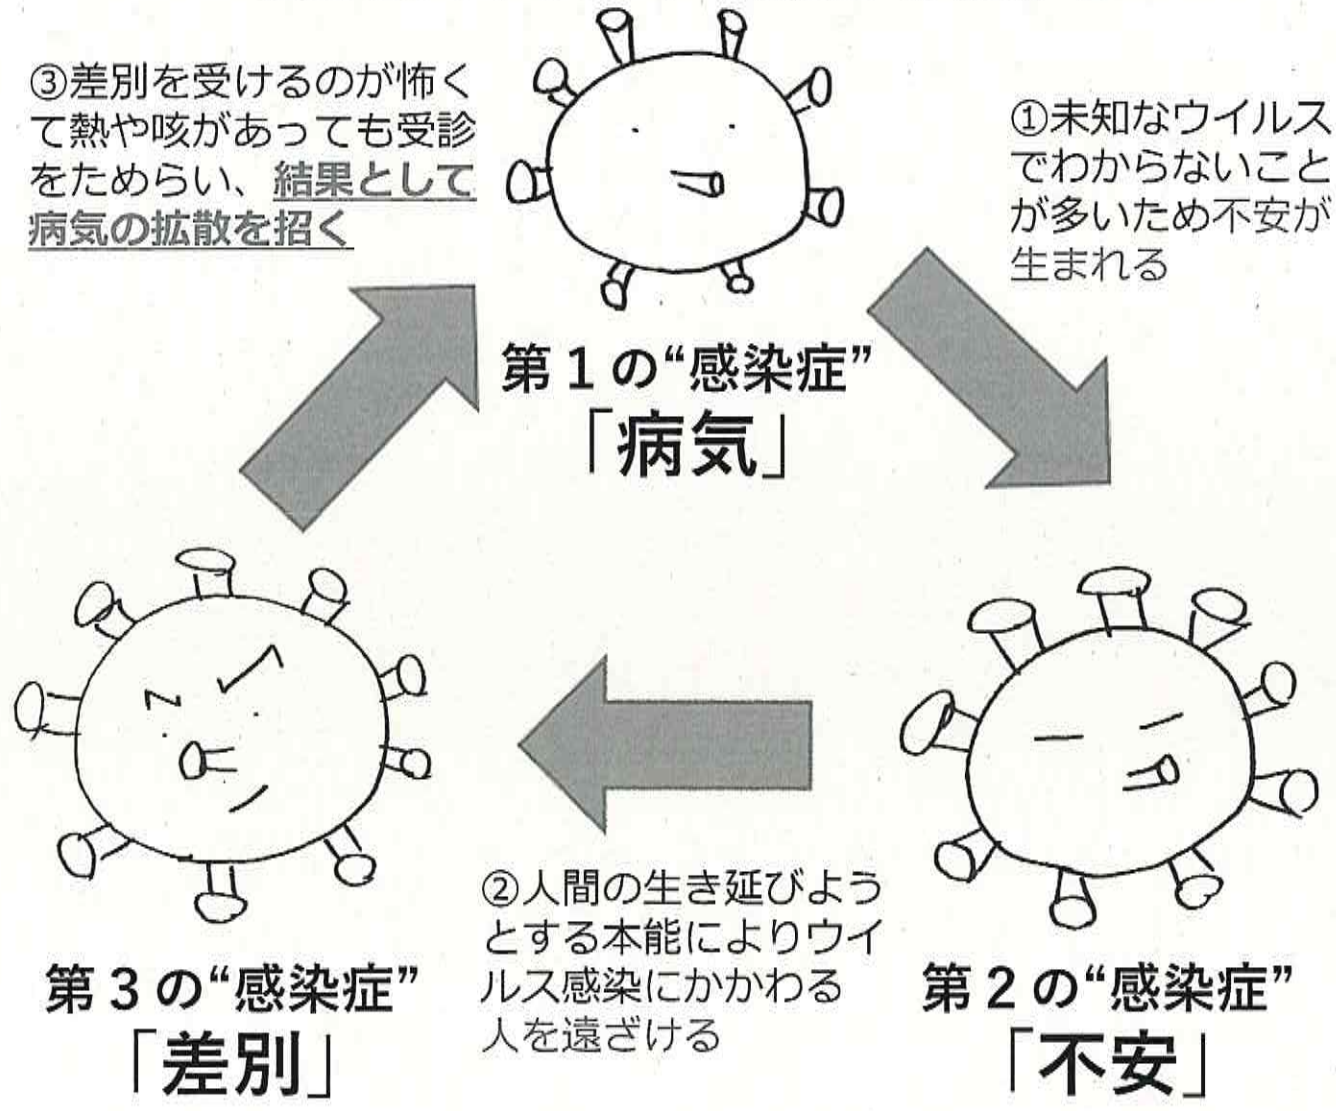 ③差別を受けるのが怖く
て熱や咳があっても受診
をためらい、結果として
病気の拡散を招く
①未知なウイルス
でわからないこと
が多いため不安が
生まれる
第1の“感染症”
「病気」
②人間の生き延びよう
とする本能によりウイ
ルス感染にかかわる
人を遠ざける
第3の“感染症”
「差別」
第2の“感染症”
「不安」